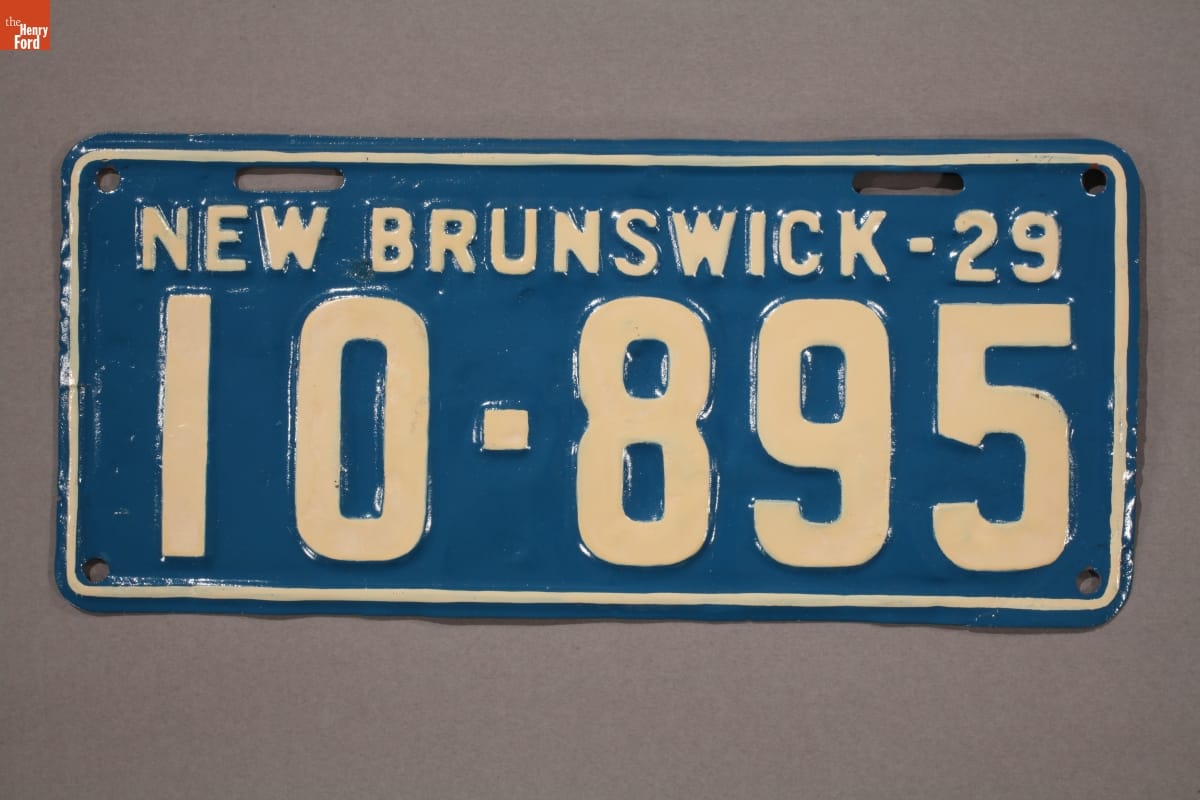 the
Henry
Ford
NEW BRUNSWICK-29
10-895